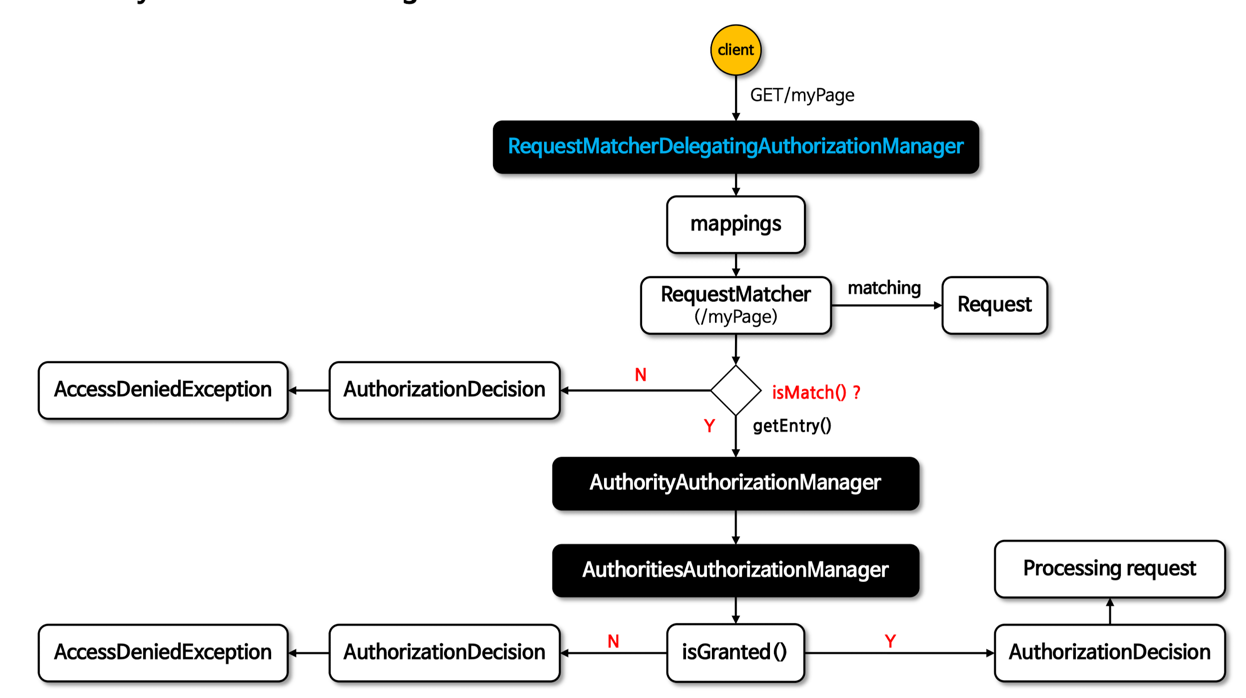 client
GET/myPage
RequestMatcherDelegatingAuthorizationManager
mappings
RequestMatcher
(/myPage)
matching
Request
AccessDeniedException
AuthorizationDecision
N
isMatch() ?
Y
getEntry()
AuthorityAuthorizationManager
AuthoritiesAuthorizationManager
Processing request
AccessDeniedException
AuthorizationDecision
N
isGranted()
Y
AuthorizationDecision